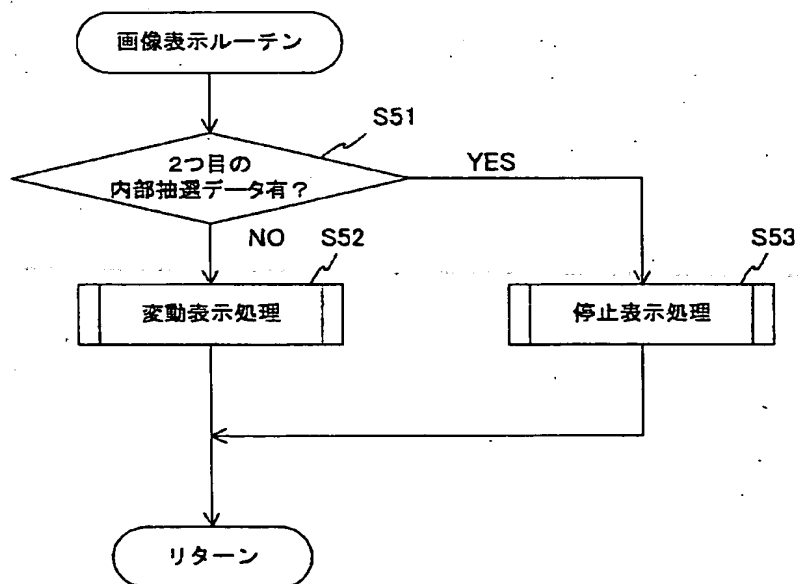 画像表示ルーテン
S51
2つ目の
内部抽選データ有？
YES
NO
S52
S53
変動表示処理
停止表示処理
リターン